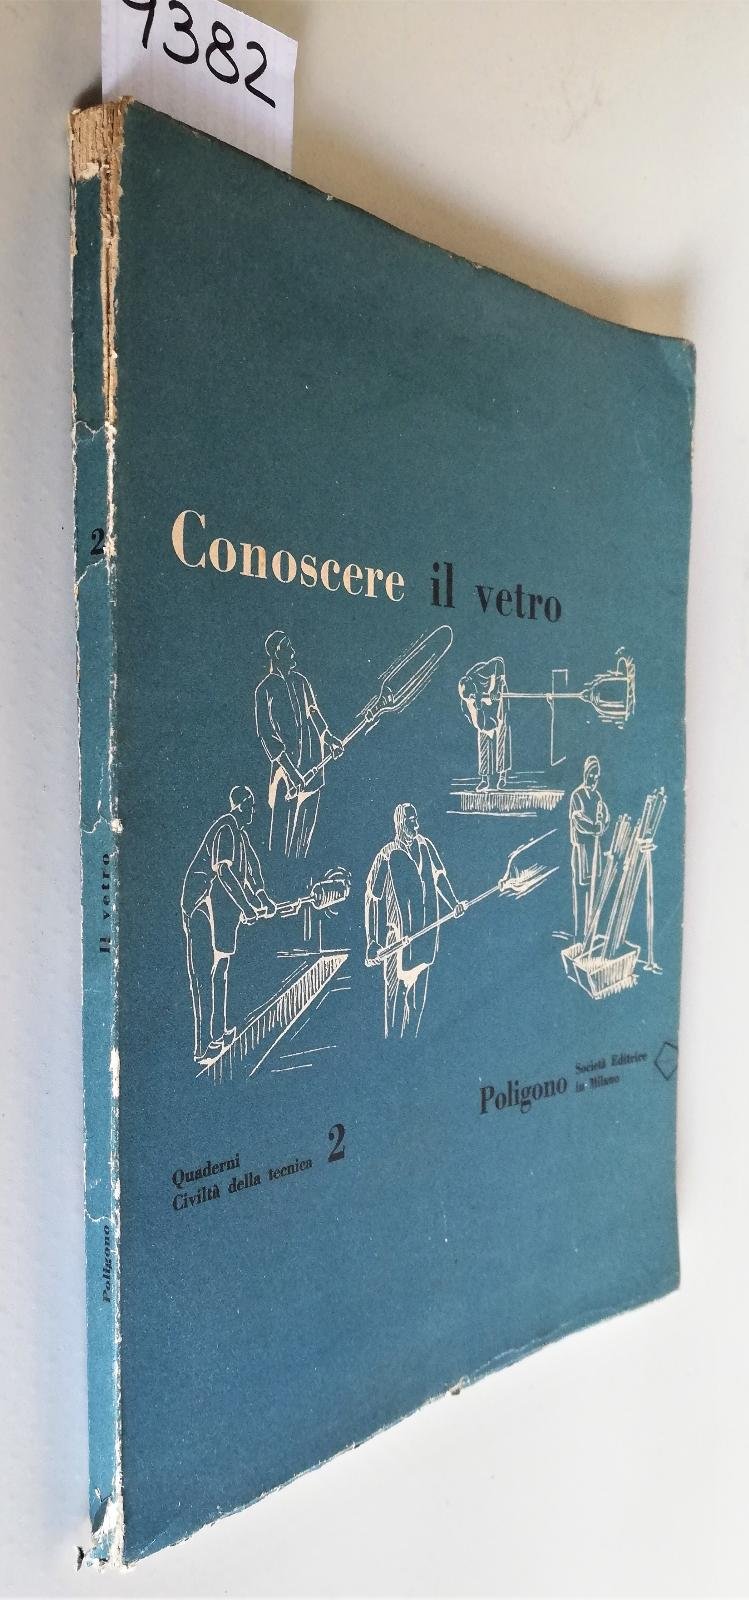 9382
Conoscere il vetro
Poligono Società Editrice
in Milano
Quaderni
Civiltà della tecnica 2
2
Il vetro
Poligono